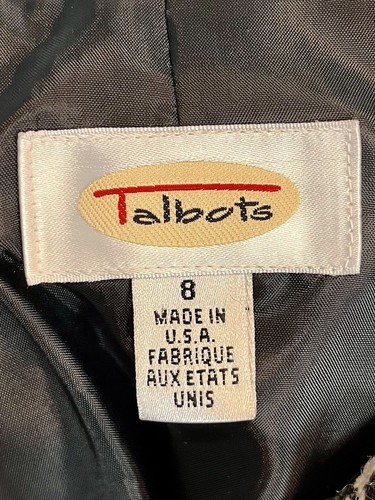 Talbots
8
MADE IN
U.S.A.
FABRIQUE
AUX ETATS
UNIS